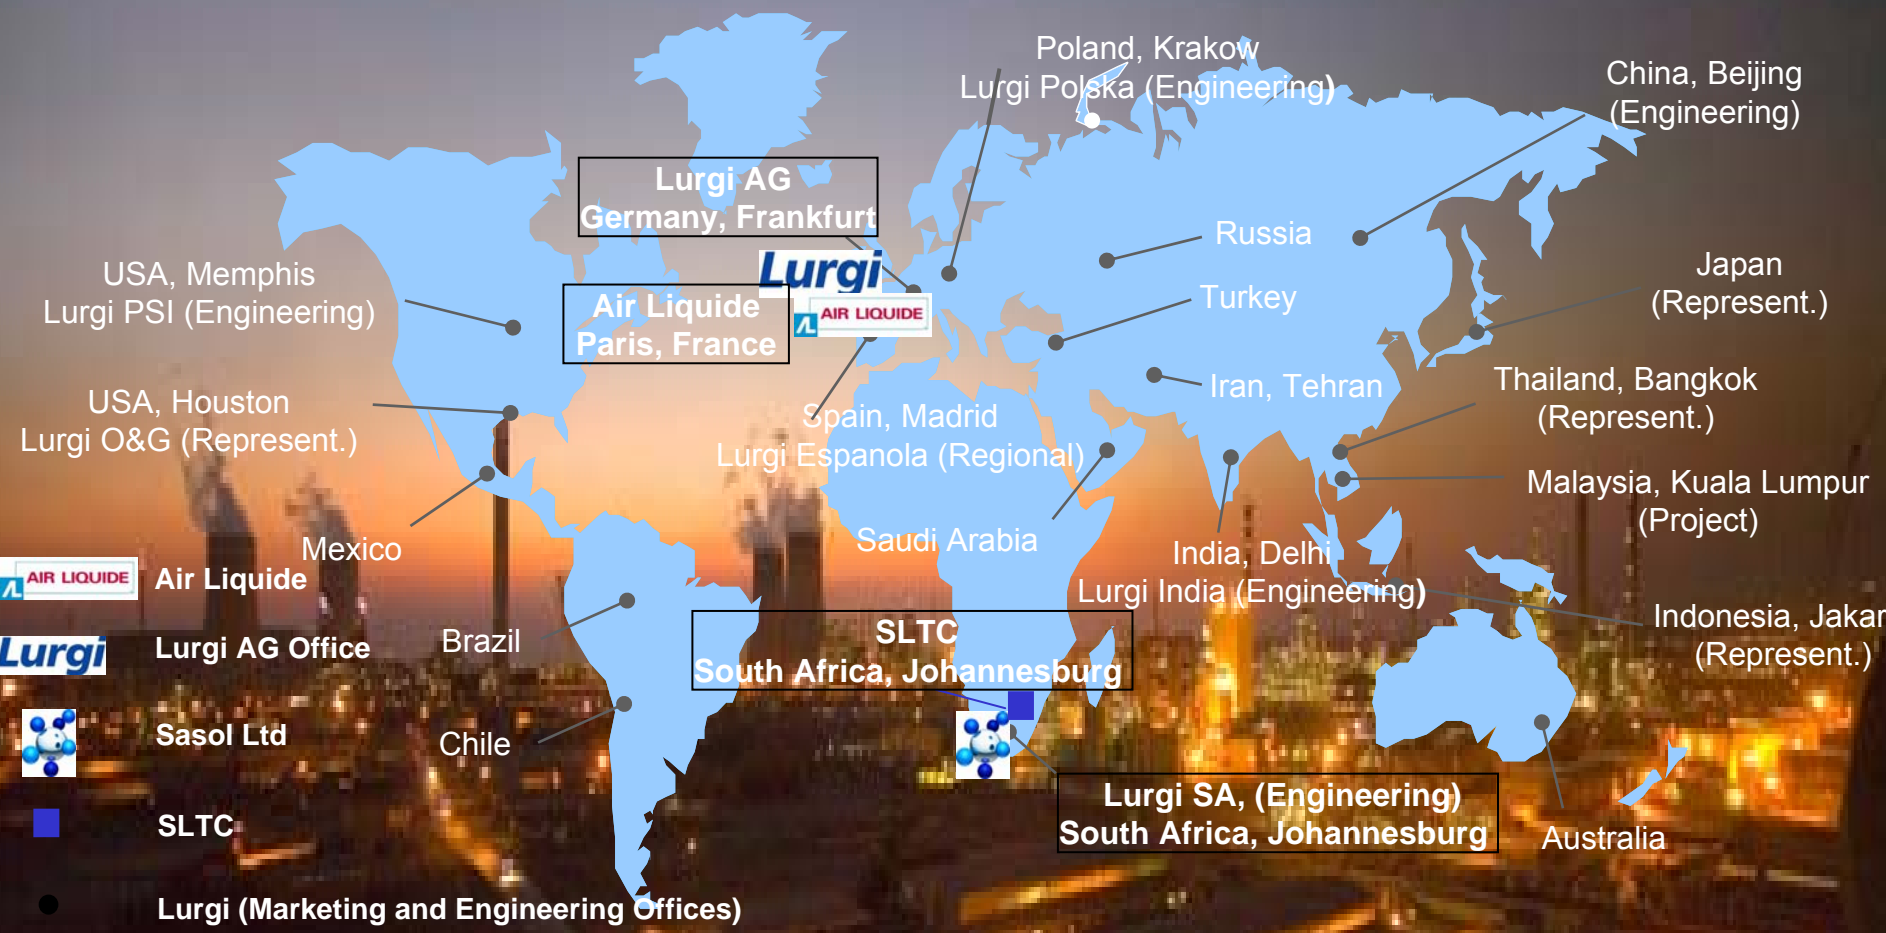 Poland, Krakow
Lurgi Polska (Engineering)
China, Beijing
(Engineering)
Lurgi AG
Germany, Frankfurt
Russia
Lurgi
Japan
(Represent.)
USA, Memphis
Lurgi PSI (Engineering)
Turkey
Air Liquide
Paris, France
AIR LIQUIDE
Iran, Tehran
Thailand, Bangkok
(Represent.)
USA, Houston
Lurgi O&G (Represent.)
Spain, Madrid
Lurgi Espanola (Regional)
Malaysia, Kuala Lumpur
(Project)
Mexico
Saudi Arabia
India, Delhi
Lurgi India (Engineering)
AIR LIQUIDE
Air Liquide
Indonesia, Jakar
(Represent.)
Brazil
SLTC
South Africa, Johannesburg
Lurgi
Lurgi AG Office
Sasol Ltd
Chile
Lurgi SA, (Engineering)
South Africa, Johannesburg
Australia
SLTC
Lurgi (Marketing and Engineering Offices)